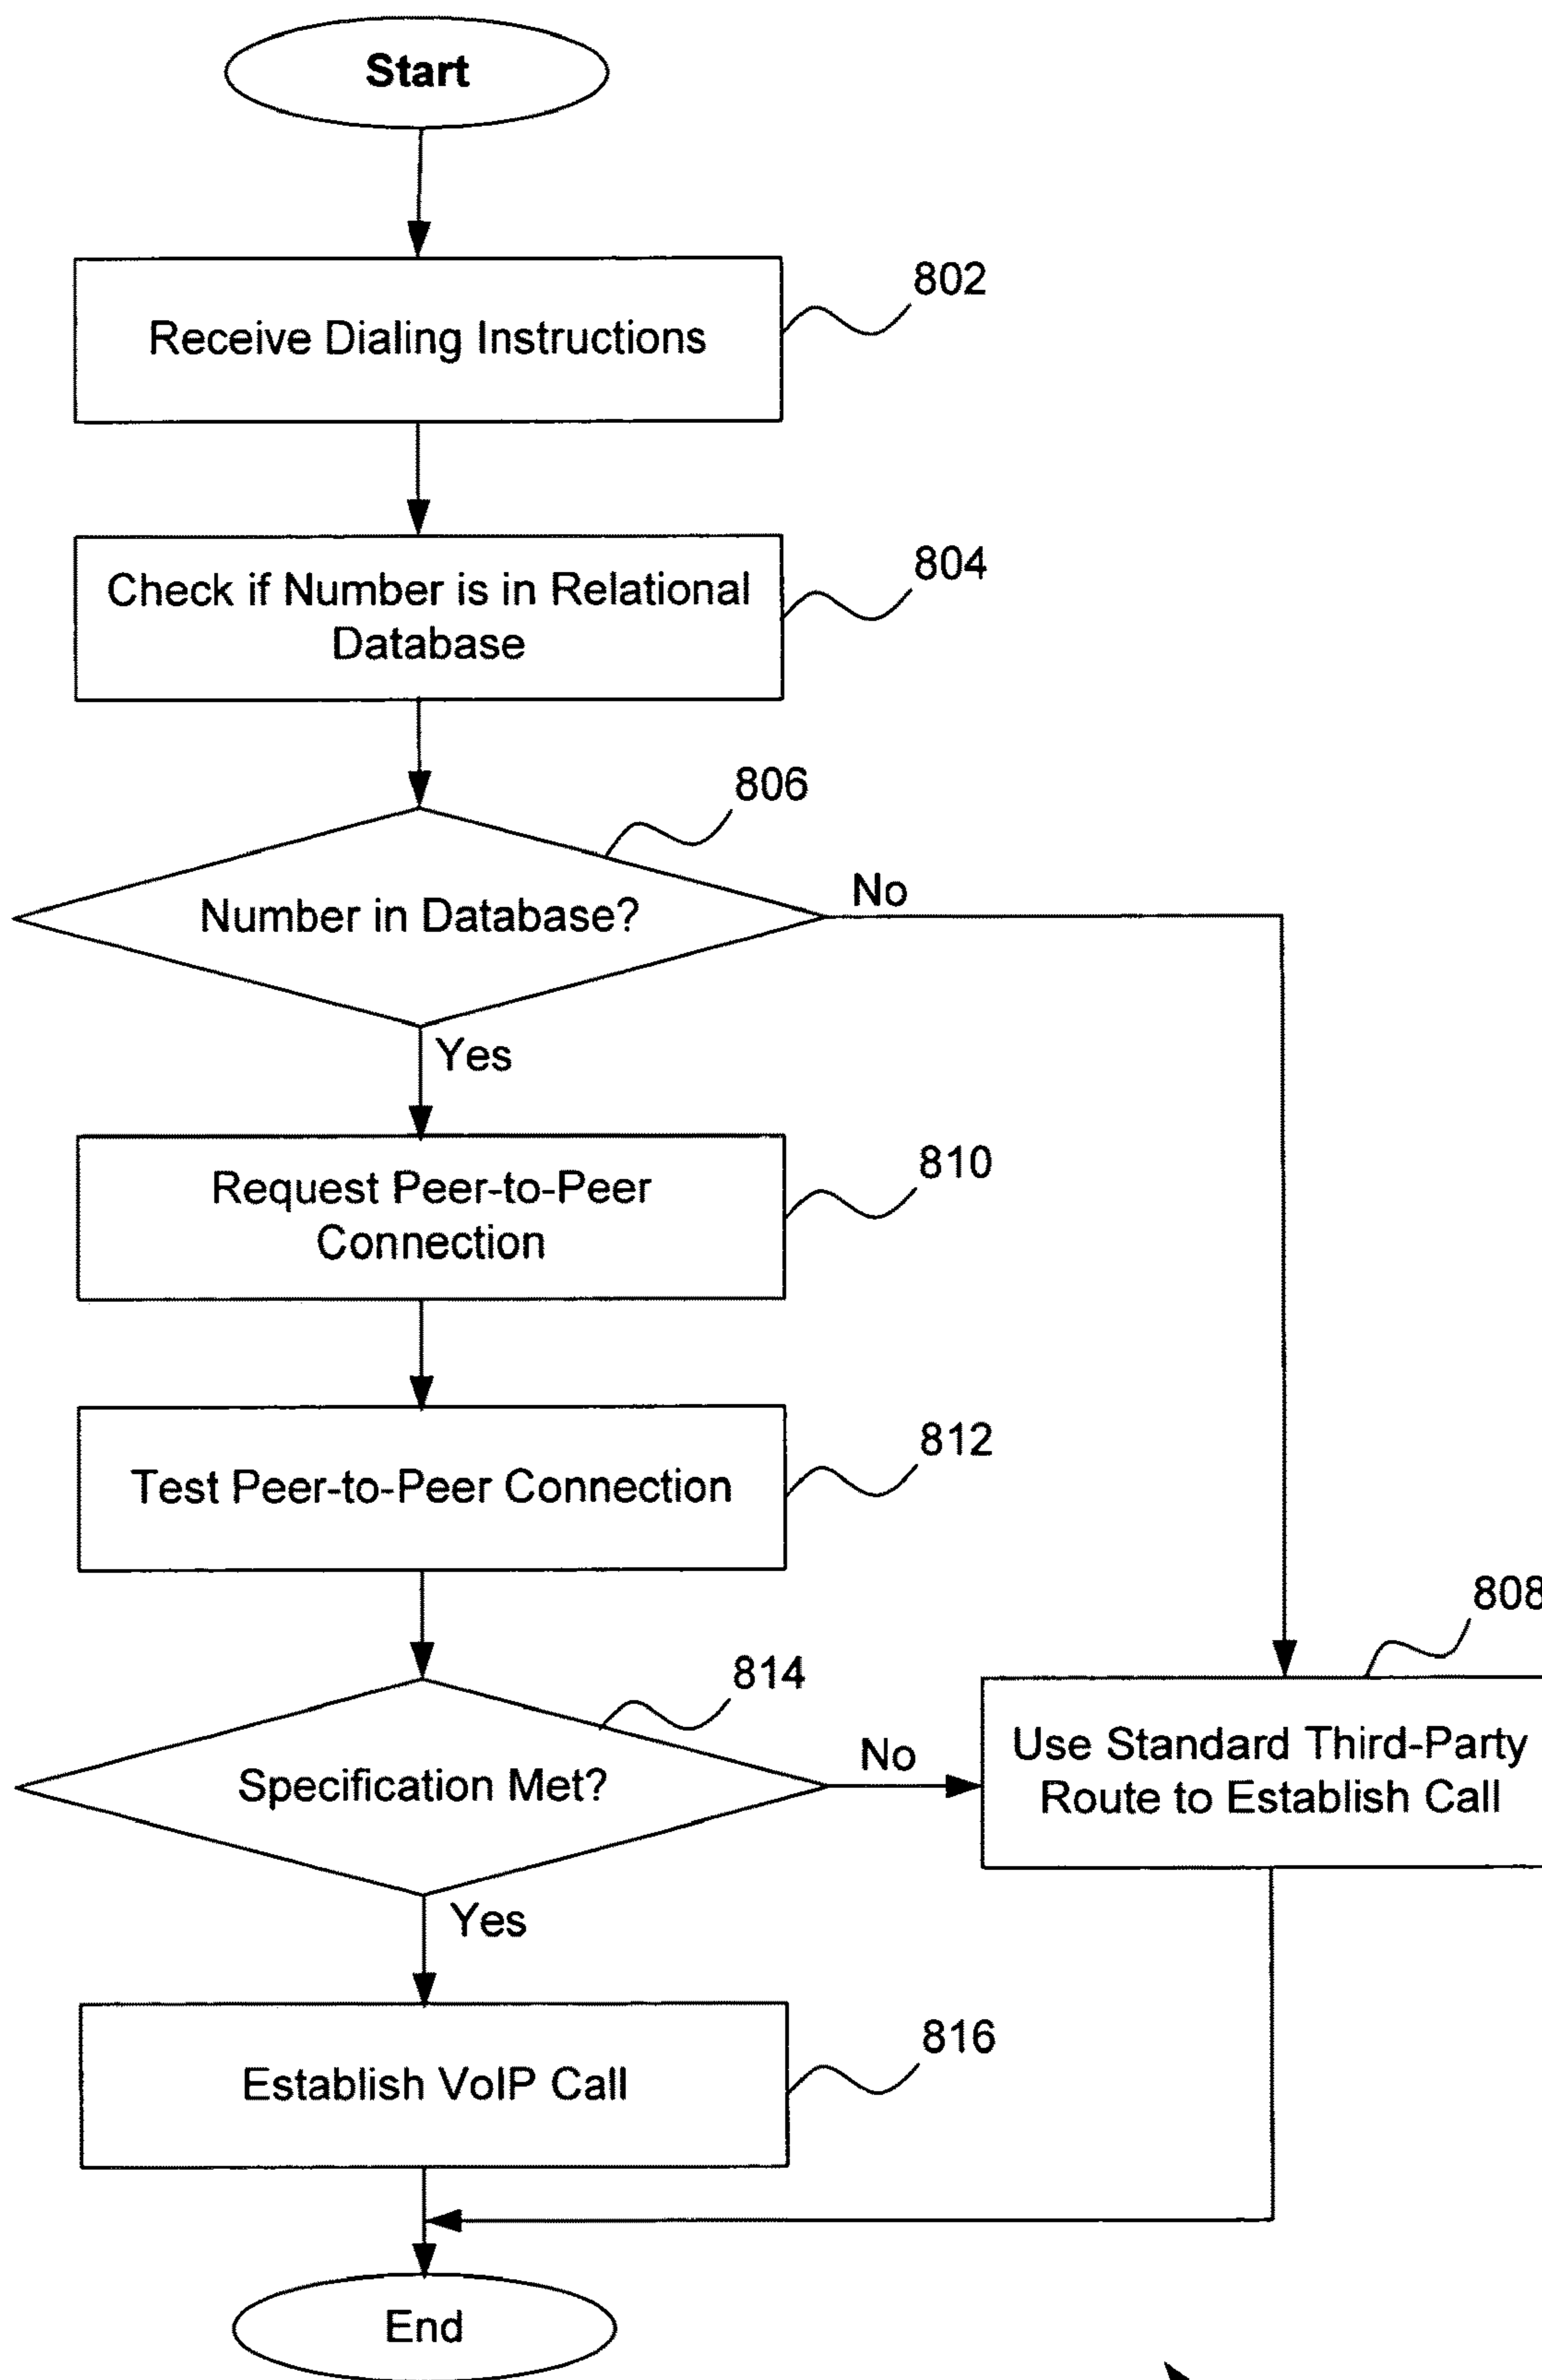 Start
802
Receive Dialing Instructions
804
Check if Number is in Relational
Database
806
Number in Database?
No
Yes
810
Request Peer-to-Peer
Connection
812
Test Peer-to-Peer Connection
808
814
Specification Met?
No
Use Standard Third-Party
Route to Establish Call
Yes
816
Establish VoIP Call
End